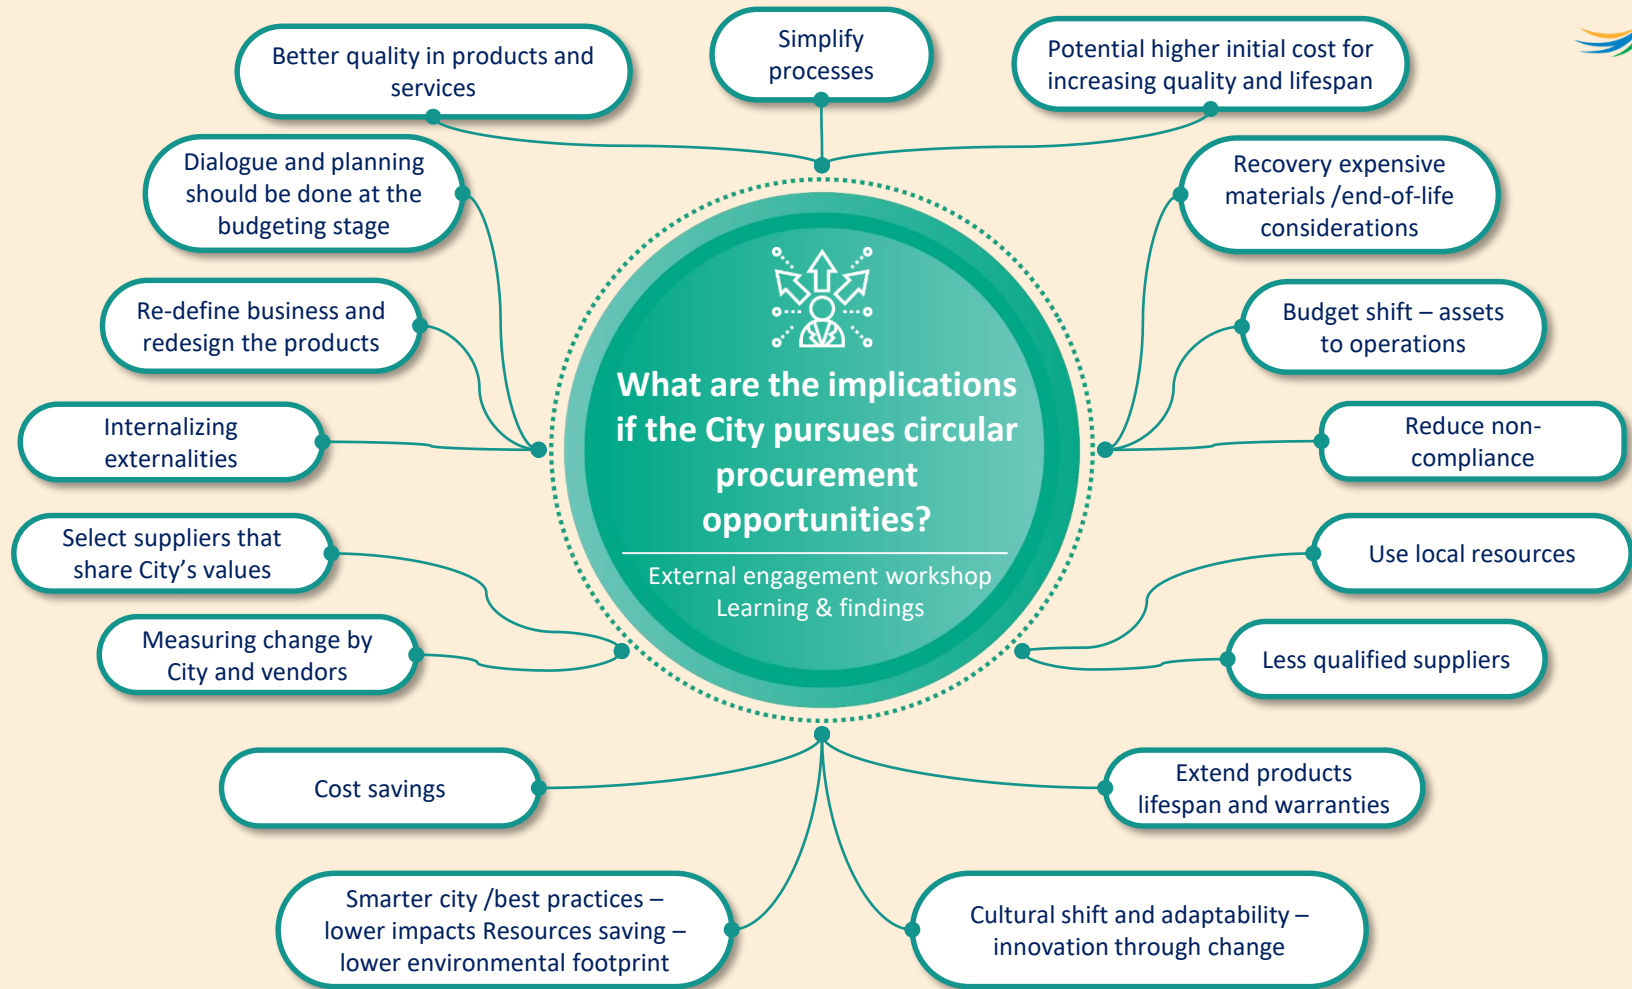 Better quality in products and
services
Simplify
processes
Potential higher initial cost for
increasing quality and lifespan
Dialogue and planning
should be done at the
budgeting stage
Recovery expensive
materials /end-of-life
considerations
Re-define business and
redesign the products
Budget shift – assets
to operations
Internalizing
externalities
Reduce non-
compliance
What are the implications
if the City pursues circular
procurement
opportunities?
External engagement workshop
Learning & findings
Select suppliers that
share City’s values
Use local resources
Measuring change by
City and vendors
Less qualified suppliers
Cost savings
Extend products
lifespan and warranties
Smarter city /best practices –
lower impacts Resources saving –
lower environmental footprint
Cultural shift and adaptability –
innovation through change